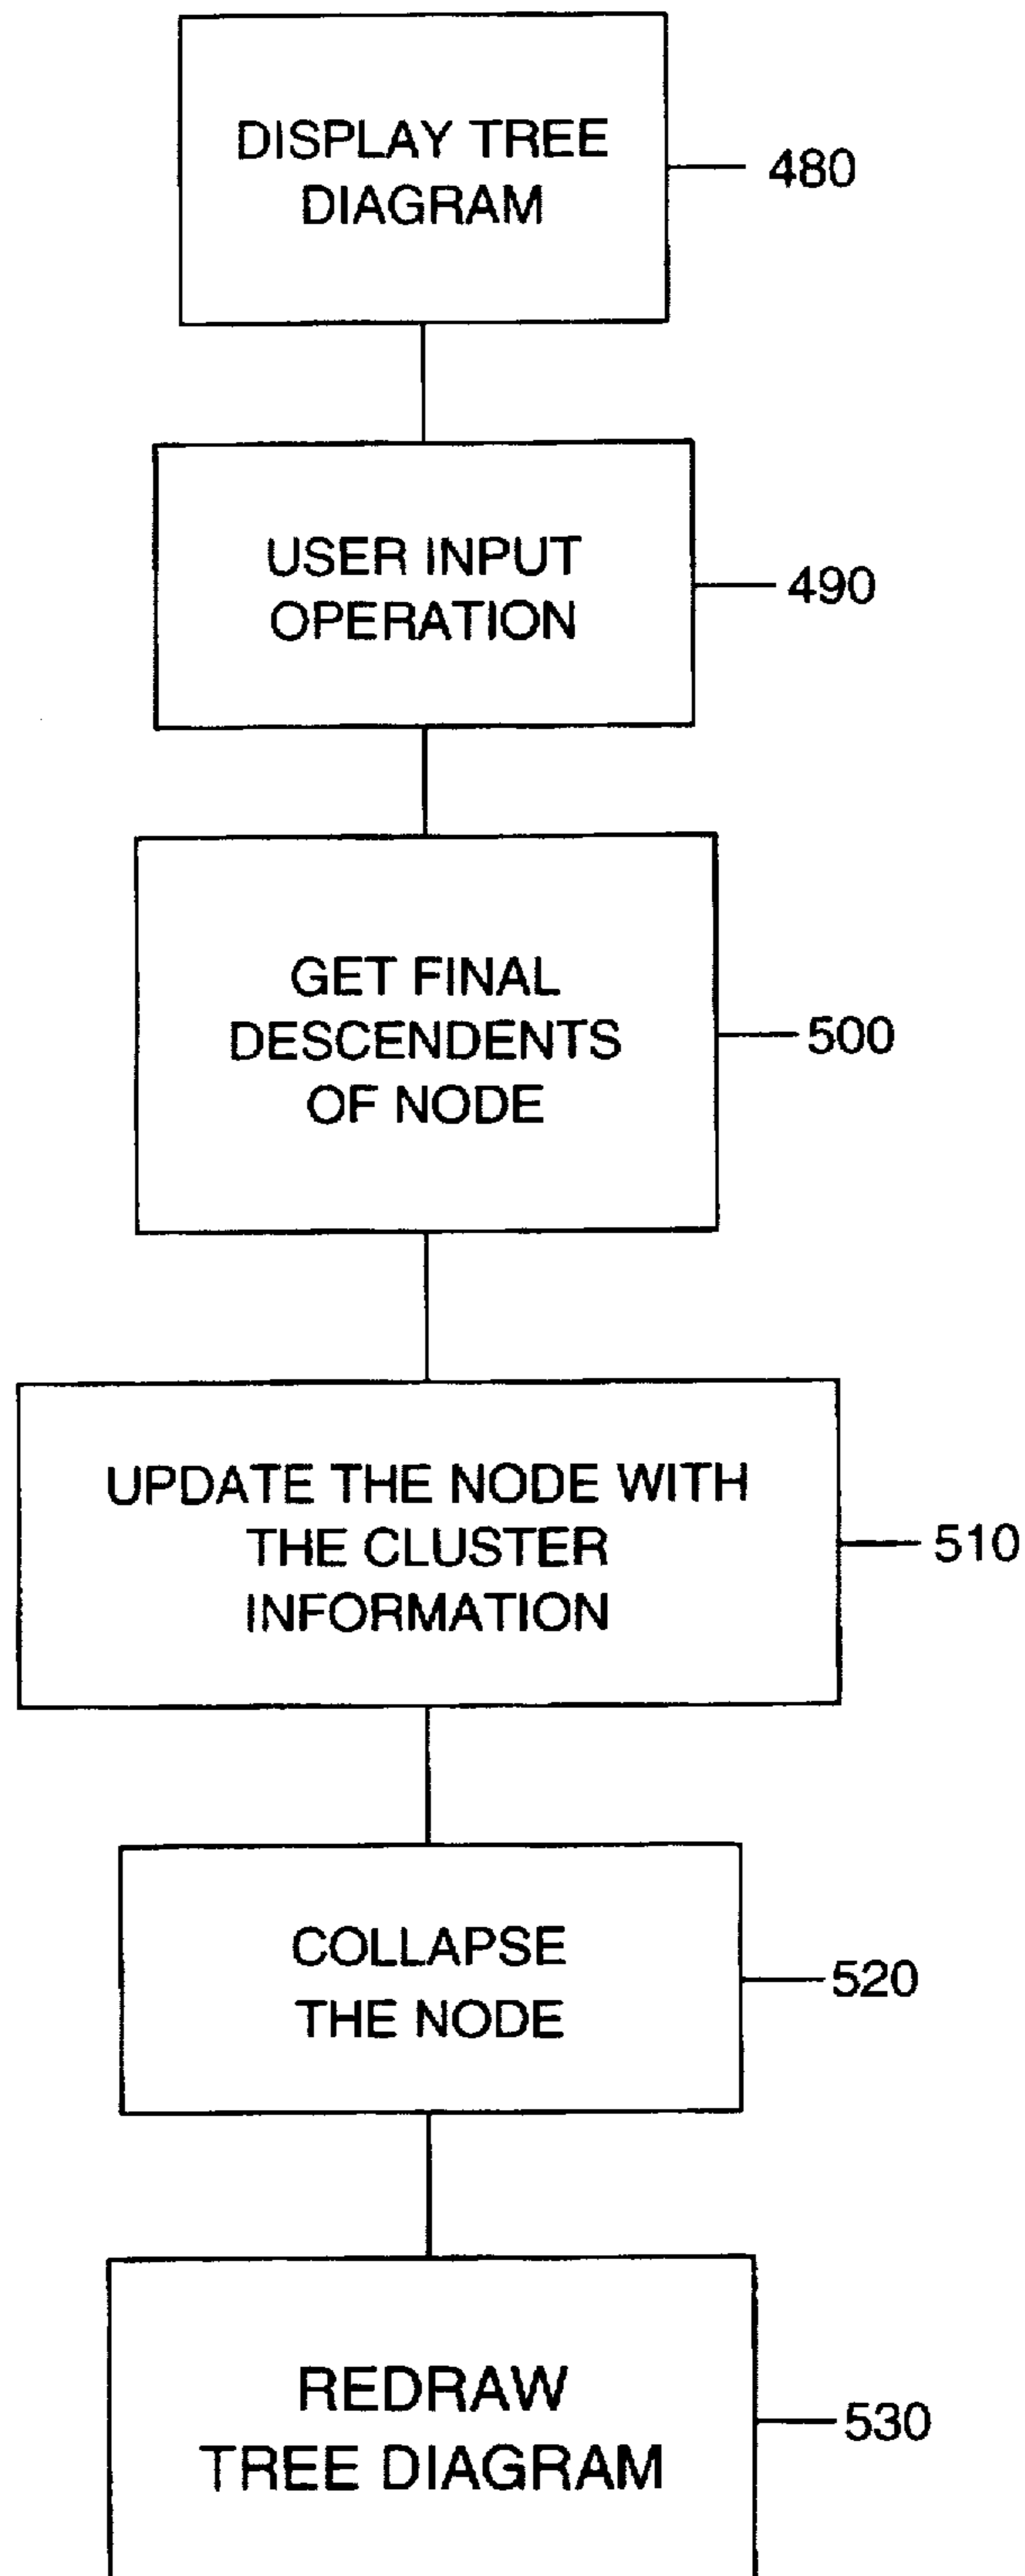 DISPLAY TREE
DIAGRAM
480
USER INPUT
OPERATION
490
GET FINAL
DESCENDENTS
OF NODE
500
UPDATE THE NODE WITH
THE CLUSTER
INFORMATION
510
COLLAPSE
THE NODE
520
REDRAW
TREE DIAGRAM
530